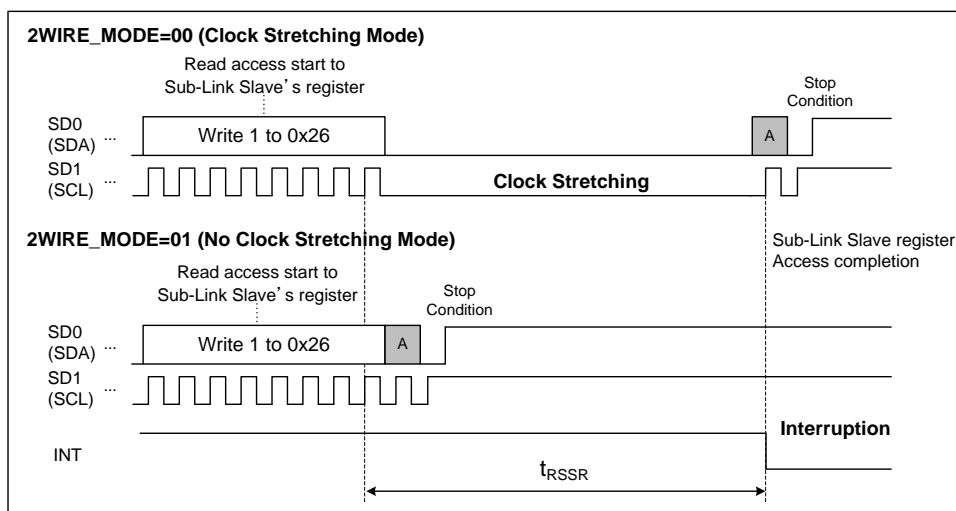 2WIRE_MODE=00 (Clock Stretching Mode)
Read access start to
Sub-Link Slave’s register
Stop
Condition
SD0
(SDA) ...
Write 1 to 0x26
A
SD1
(SCL) ...
Clock Stretching
2WIRE_MODE=01 (No Clock Stretching Mode)
Sub-Link Slave register
Access completion
Read access start to
Sub-Link Slave’s register
Stop
Condition
SD0
(SDA) ...
Write 1 to 0x26
A
SD1
(SCL) ...
Interruption
INT
tRSSR